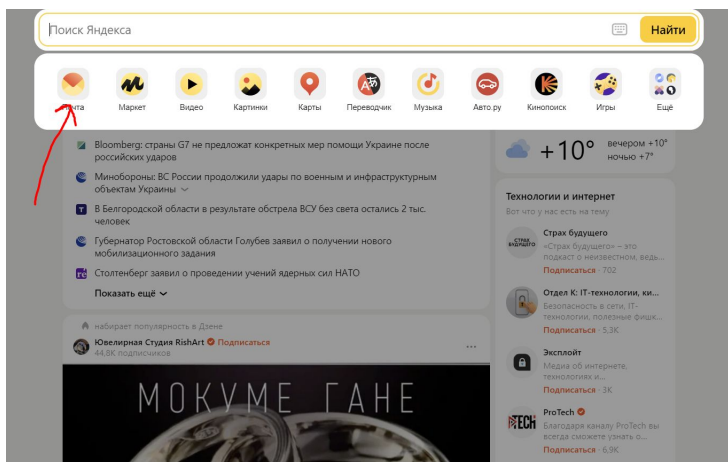 Поиск Яндекса
Найти
Почта Маркет Видео Картинки Карты Переводчик Музыка Авто.ру Кинопоиск Игры Ещё
Bloomberg: страны G7 не предложат конкретных мер помощи Украине после
российских ударов
Минобороны: ВС России продолжили удары по военным и инфраструктурным
объектам Украины
В Белгородской области в результате обстрела ВСУ без света остались 2 тыс.
человек
Губернатор Ростовской области Голубев заявил о получении нового
мобилизационного задания
Столтенберг заявил о проведении учений ядерных сил НАТО
Показать ещё
набирает популярность в Дзене
Ювелирная Студия RishArt Подписаться
44,8K подписчиков
МОКУМЕ ГАНЕ
+10°
вечером +10°
ночью +7°
Технологии и интернет
Вот что у нас есть на тему
СТРАХ
БУДУЩЕГО
Страх будущего
«Страх будущего» – это
подкаст о неизвестном, ведь...
Подписаться · 702
Отдел К: IT-технологии, ки...
Безопасность в сети, IT-
технологии, полезные фишк...
Подписаться · 5,3K
Эксплойт
Медиа об интернете,
технологиях и...
Подписаться · 3K
PRTECH
ProTech
Благодаря каналу ProTech вы
всегда сможете узнать о...
Подписаться · 6,9K